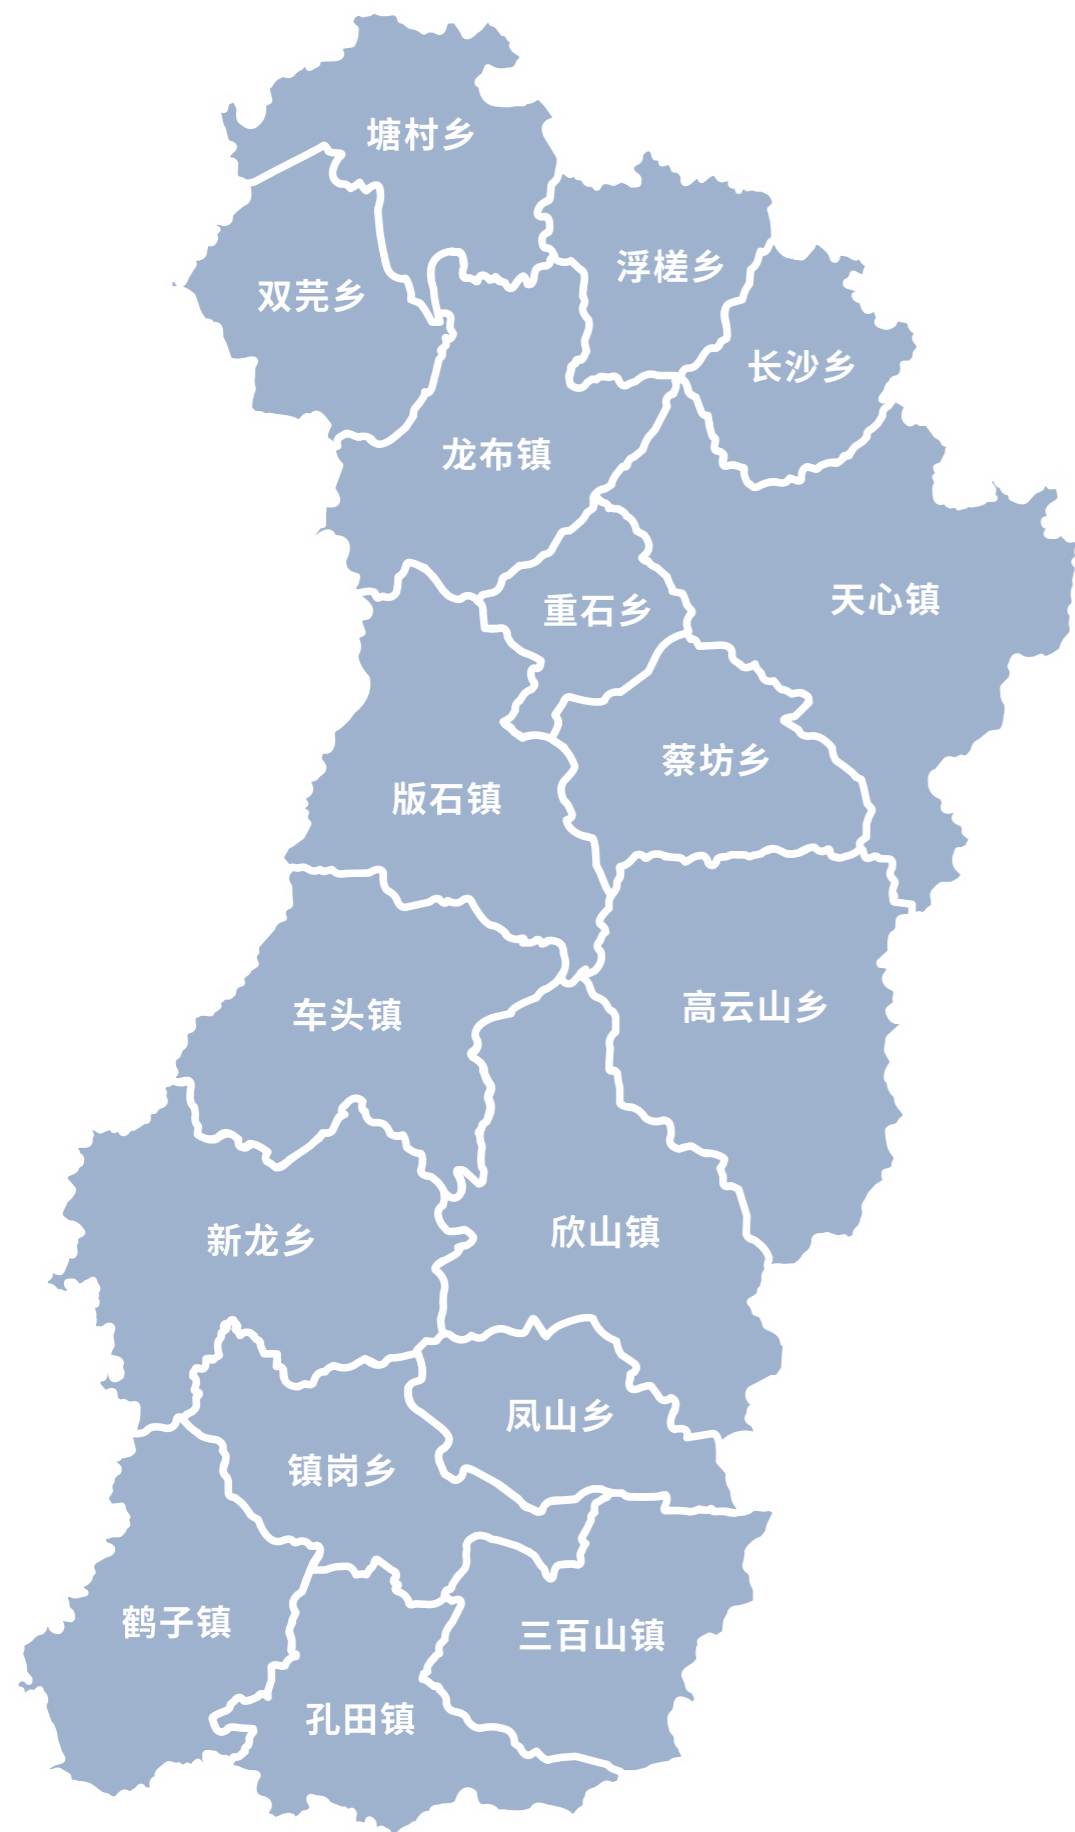 塘村乡
浮槎乡
双芫乡
长沙乡
龙布镇
天心镇
重石乡
蔡坊乡
版石镇
高云山乡
车头镇
欣山镇
新龙乡
凤山乡
镇岗乡
鹤子镇
三百山镇
孔田镇